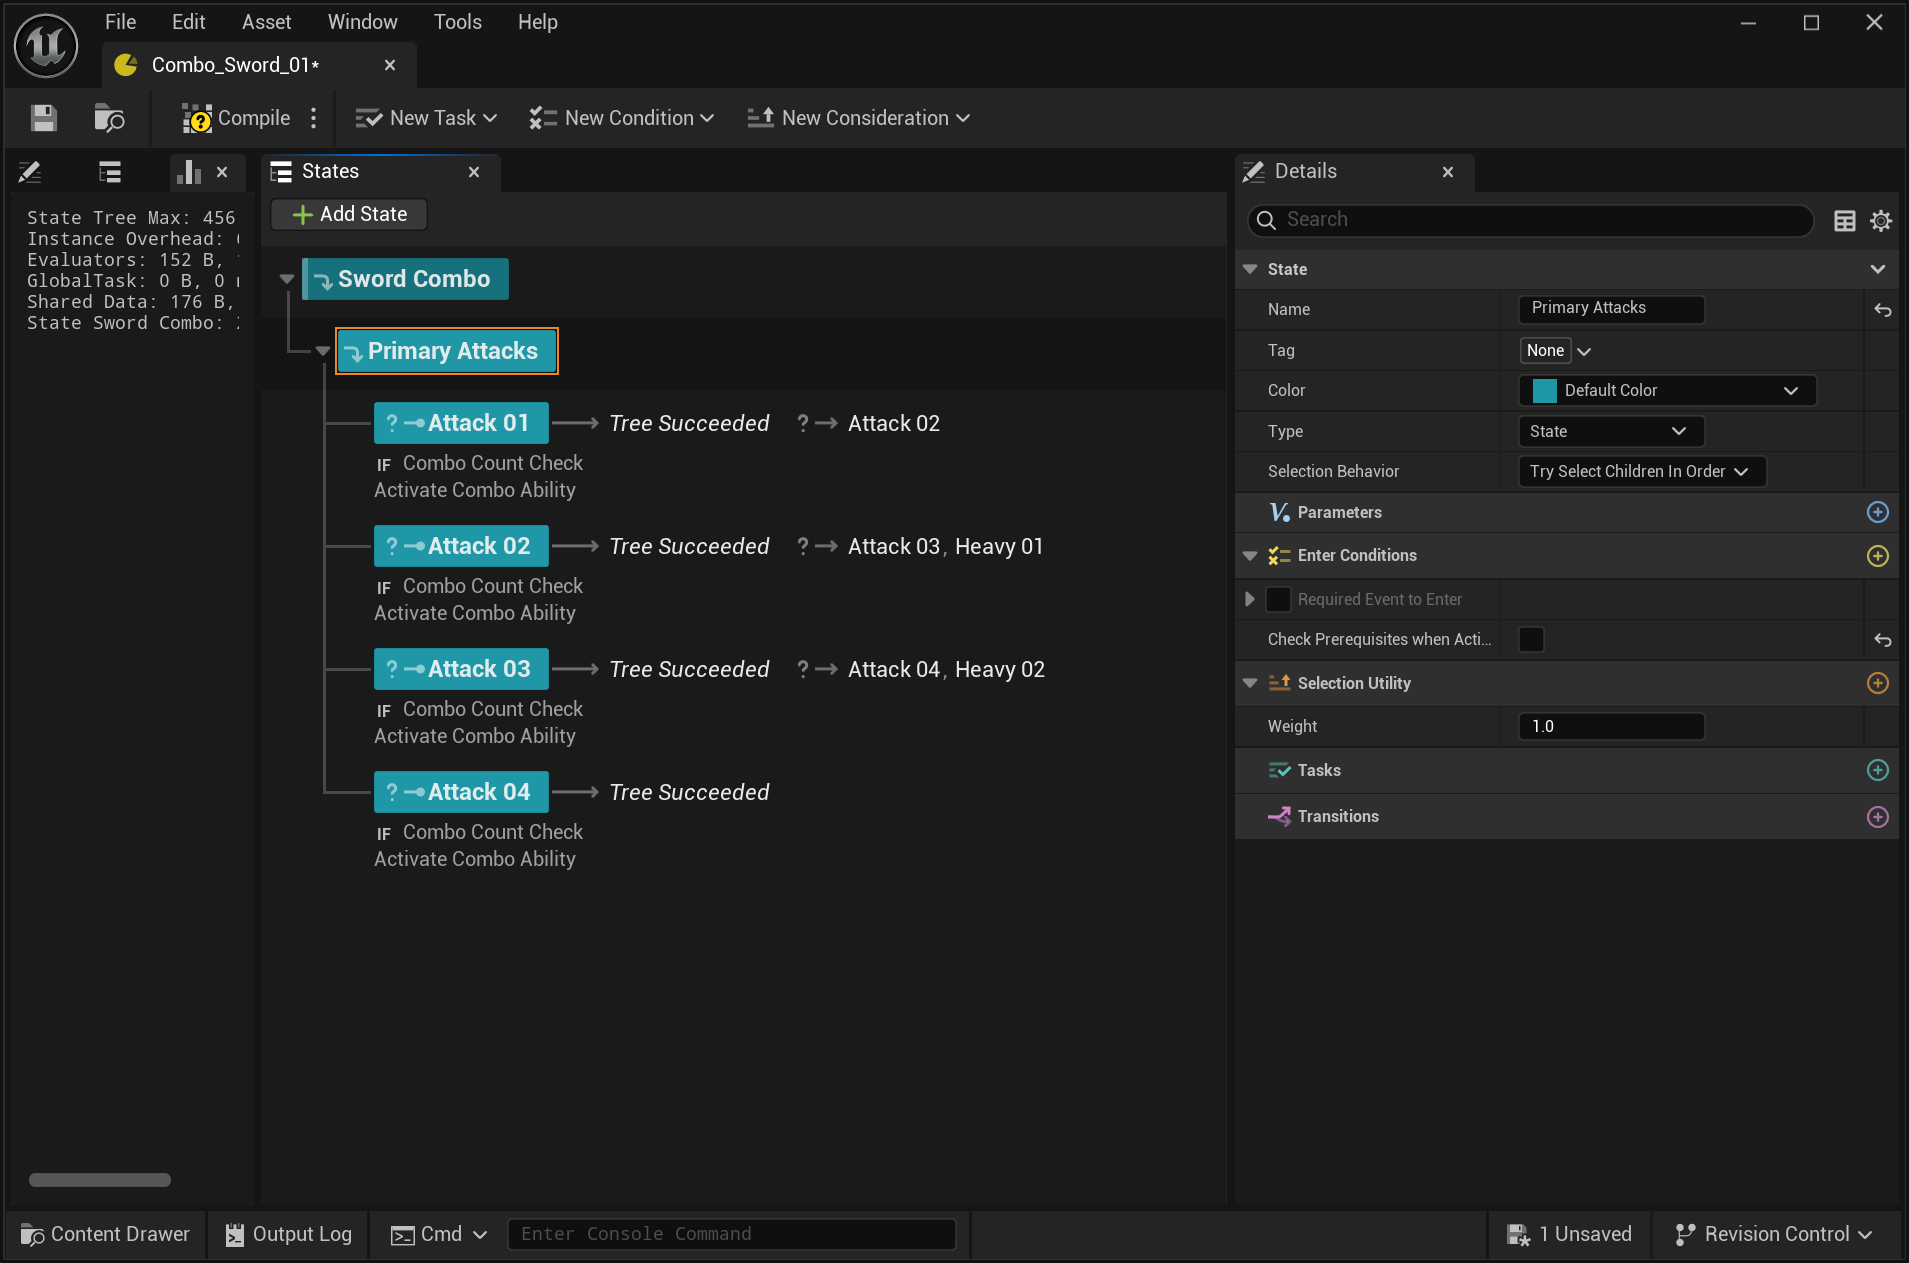 File Edit Asset Window Tools Help
Combo_Sword_01*
Compile New Task New Condition New Consideration
States
Details
State Tree Max: 456
Instance Overhead:
Evaluators: 152 B,
GlobalTask: 0 B, 0
Shared Data: 176 B,
State Sword Combo:
Add State
Sword Combo
Primary Attacks
? Attack 01 Tree Succeeded ? Attack 02
IF Combo Count Check
Activate Combo Ability
? Attack 02 Tree Succeeded ? Attack 03, Heavy 01
IF Combo Count Check
Activate Combo Ability
? Attack 03 Tree Succeeded ? Attack 04, Heavy 02
IF Combo Count Check
Activate Combo Ability
? Attack 04 Tree Succeeded
IF Combo Count Check
Activate Combo Ability
Search
State
Name Primary Attacks
Tag None
Color Default Color
Type State
Selection Behavior Try Select Children In Order
Parameters
Enter Conditions
Required Event to Enter
Check Prerequisites when Acti...
Selection Utility
Weight 1.0
Tasks
Transitions
Content Drawer Output Log Cmd Enter Console Command 1 Unsaved Revision Control